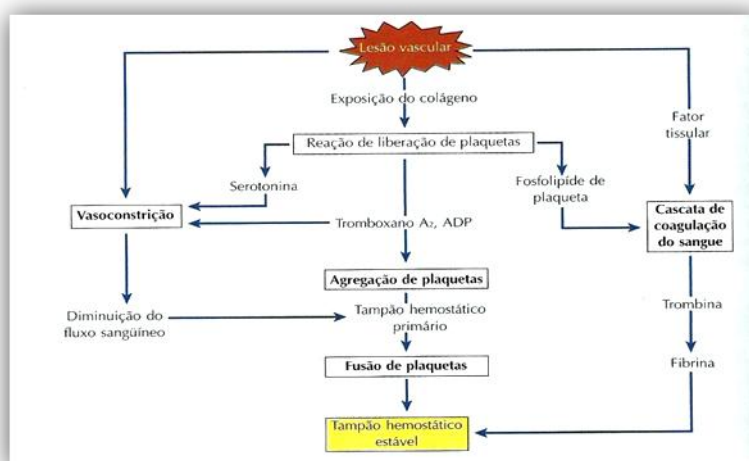 Lesão vascular
Exposição do colágeno
Fator
tissular
Reação de liberação de plaquetas
Serotonina
Fosfolipíde de
plaqueta
Vasoconstrição
Tromboxano A₂, ADP
Cascata de
coagulação
do sangue
Agregação de plaquetas
Diminuição do
fluxo sangüíneo
Tampão hemostático
primário
Trombina
Fusão de plaquetas
Fibrina
Tampão hemostático
estável